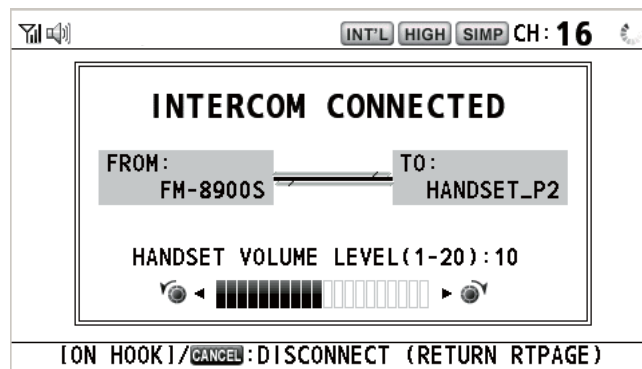 INT'L HIGH SIMP CH: 16
INTERCOM CONNECTED
FROM: TO:
FM-8900S HANDSET_P2
HANDSET VOLUME LEVEL(1-20):10
[ON HOOK]/CANCEL:DISCONNECT (RETURN RTPAGE)